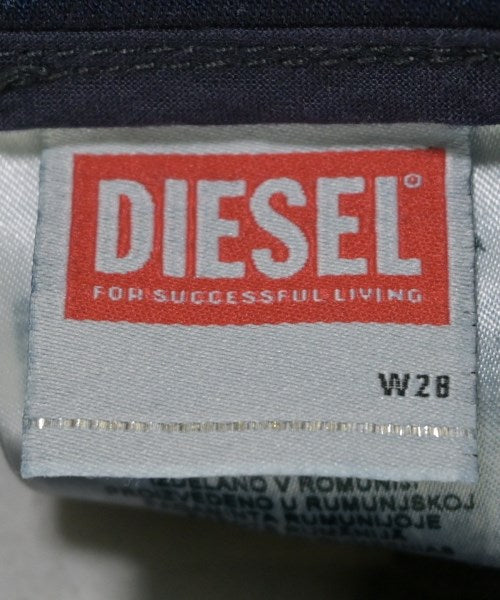 DIESEL
FOR SUCCESSFUL LIVING
W28
IZDELANO V ROMUNIJI
PROIZVEDENO U RUMUNJSKOJ
RUMUNIJOJE